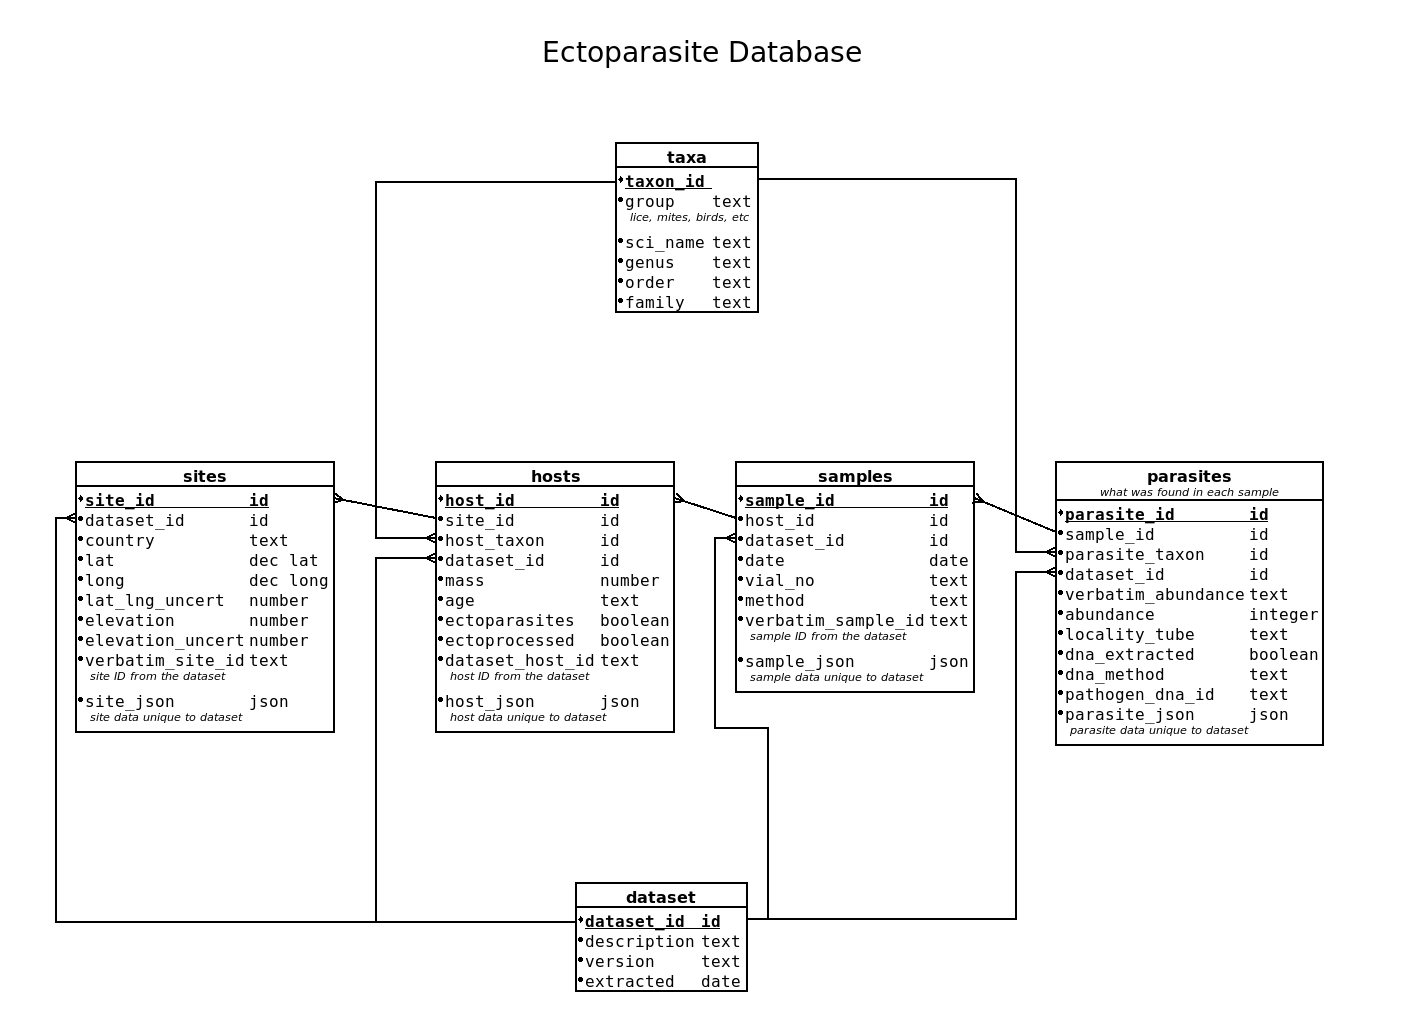 Ectoparasite Database
taxa
taxon_id
group text
lice, mites, birds, etc
sci_name text
genus text
order text
family text
sites
site_id id
dataset_id id
country text
lat dec lat
long dec long
lat_lng_uncert number
elevation number
elevation_uncert number
verbatim_site_id text
site ID from the dataset
site_json json
site data unique to dataset
hosts
host_id id
site_id id
host_taxon id
dataset_id id
mass number
age text
ectoparasites boolean
ectoprocessed boolean
dataset_host_id text
host ID from the dataset
host_json json
host data unique to dataset
samples
sample_id id
host_id id
dataset_id id
date date
vial_no text
method text
verbatim_sample_id text
sample ID from the dataset
sample_json json
sample data unique to dataset
parasites
what was found in each sample
parasite_id id
sample_id id
parasite_taxon id
dataset_id id
verbatim_abundance text
abundance integer
locality_tube text
dna_extracted boolean
dna_method text
pathogen_dna_id text
parasite_json json
parasite data unique to dataset
dataset
dataset_id id
description text
version text
extracted date